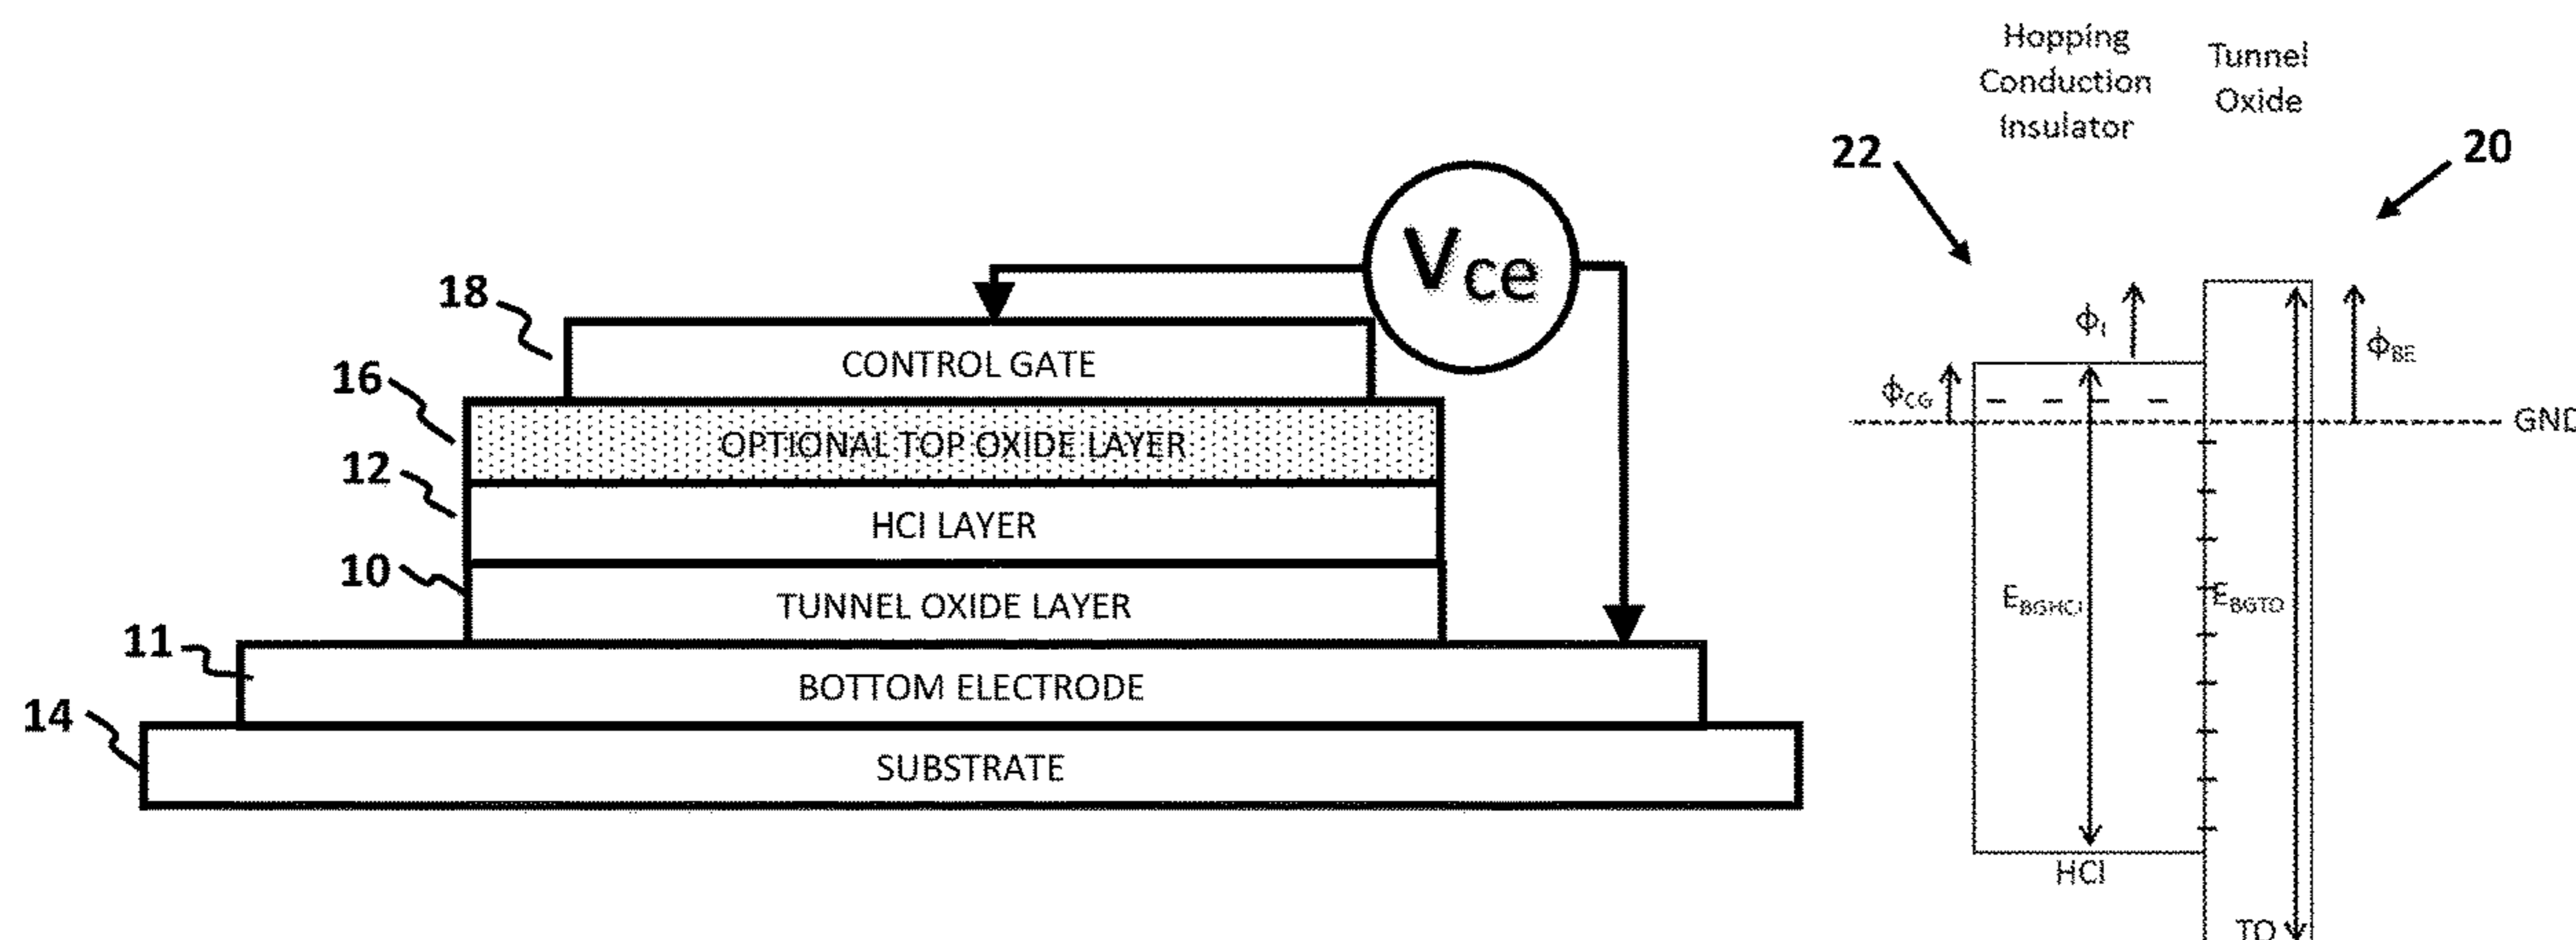 18
16
12
10
11
14
Vce
CONTROL GATE
OPTIONAL TOP OXIDE LAYER
HCI LAYER
TUNNEL OXIDE LAYER
BOTTOM ELECTRODE
SUBSTRATE
Hopping
Conduction
Insulator
Tunnel
Oxide
22
20
ϕI
ϕBE
ϕCG
GND
EBGHCI
EBGTO
HCI
TO